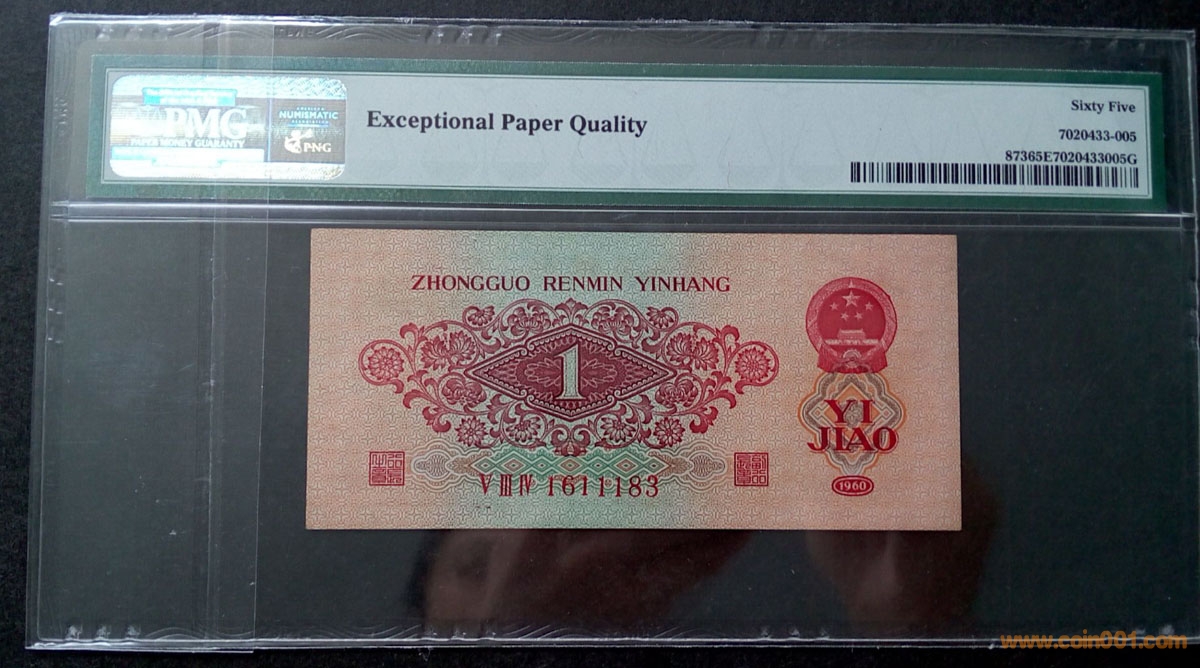 PMG
PAPER MONEY GUARANTY
NUMISMATIC
PNG
Exceptional Paper Quality
Sixty Five
7020433-005
87365E7020433005G
ZHONGGUO RENMIN YINHANG
1
YI
JIAO
V III IV 1611183
1960
www.coin001.com